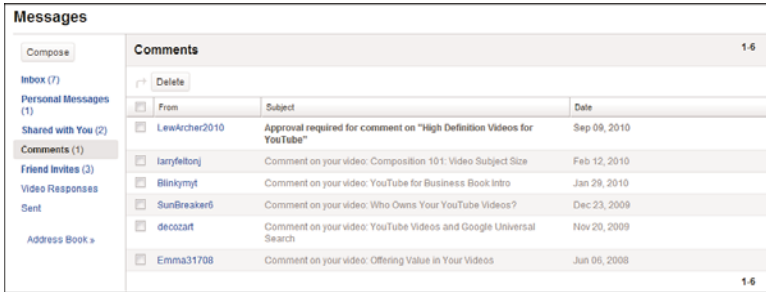 Messages
Compose
Inbox (7)
Personal Messages
(1)
Shared with You (2)
Comments (1)
Friend Invites (3)
Video Responses
Sent
Address Book »
Comments 1-6
Delete
From Subject Date
LewArcher2010 Approval required for comment on "High Definition Videos for Sep 09, 2010
YouTube"
larryfeltonj Comment on your video: Composition 101: Video Subject Size Feb 12, 2010
Blinkymyt Comment on your video: YouTube for Business Book Intro Jan 29, 2010
SunBreaker6 Comment on your video: Who Owns Your YouTube Videos? Dec 23, 2009
decozart Comment on your video: YouTube Videos and Google Universal Nov 20, 2009
Search
Emma31708 Comment on your video: Offering Value in Your Videos Jun 06, 2008
1-6